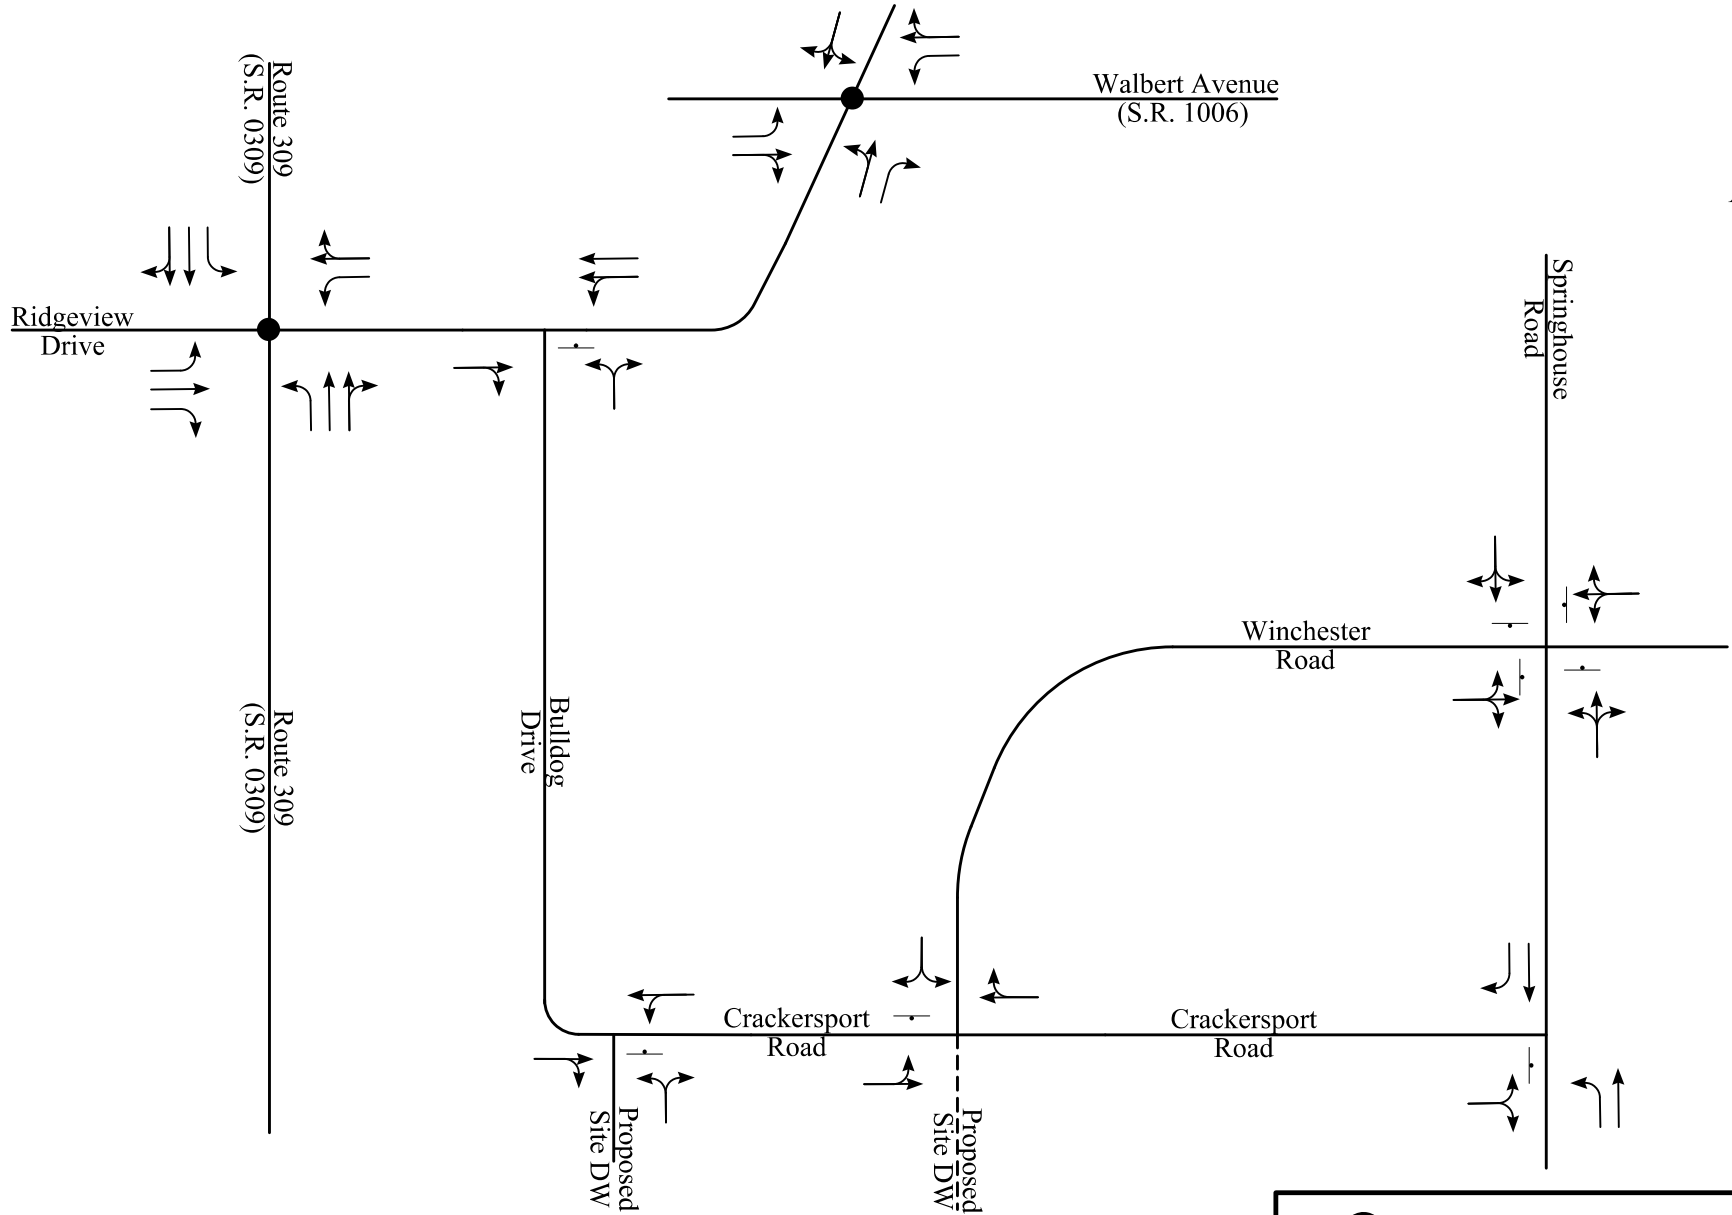 Route 309
(S.R. 0309)
Walbert Avenue
(S.R. 1006)
Ridgeview
Drive
Springhouse
Road
Winchester
Road
Route 309
(S.R. 0309)
Bulldog
Drive
Crackersport
Road
Crackersport
Road
Proposed
Site DW
Proposed
Site DW